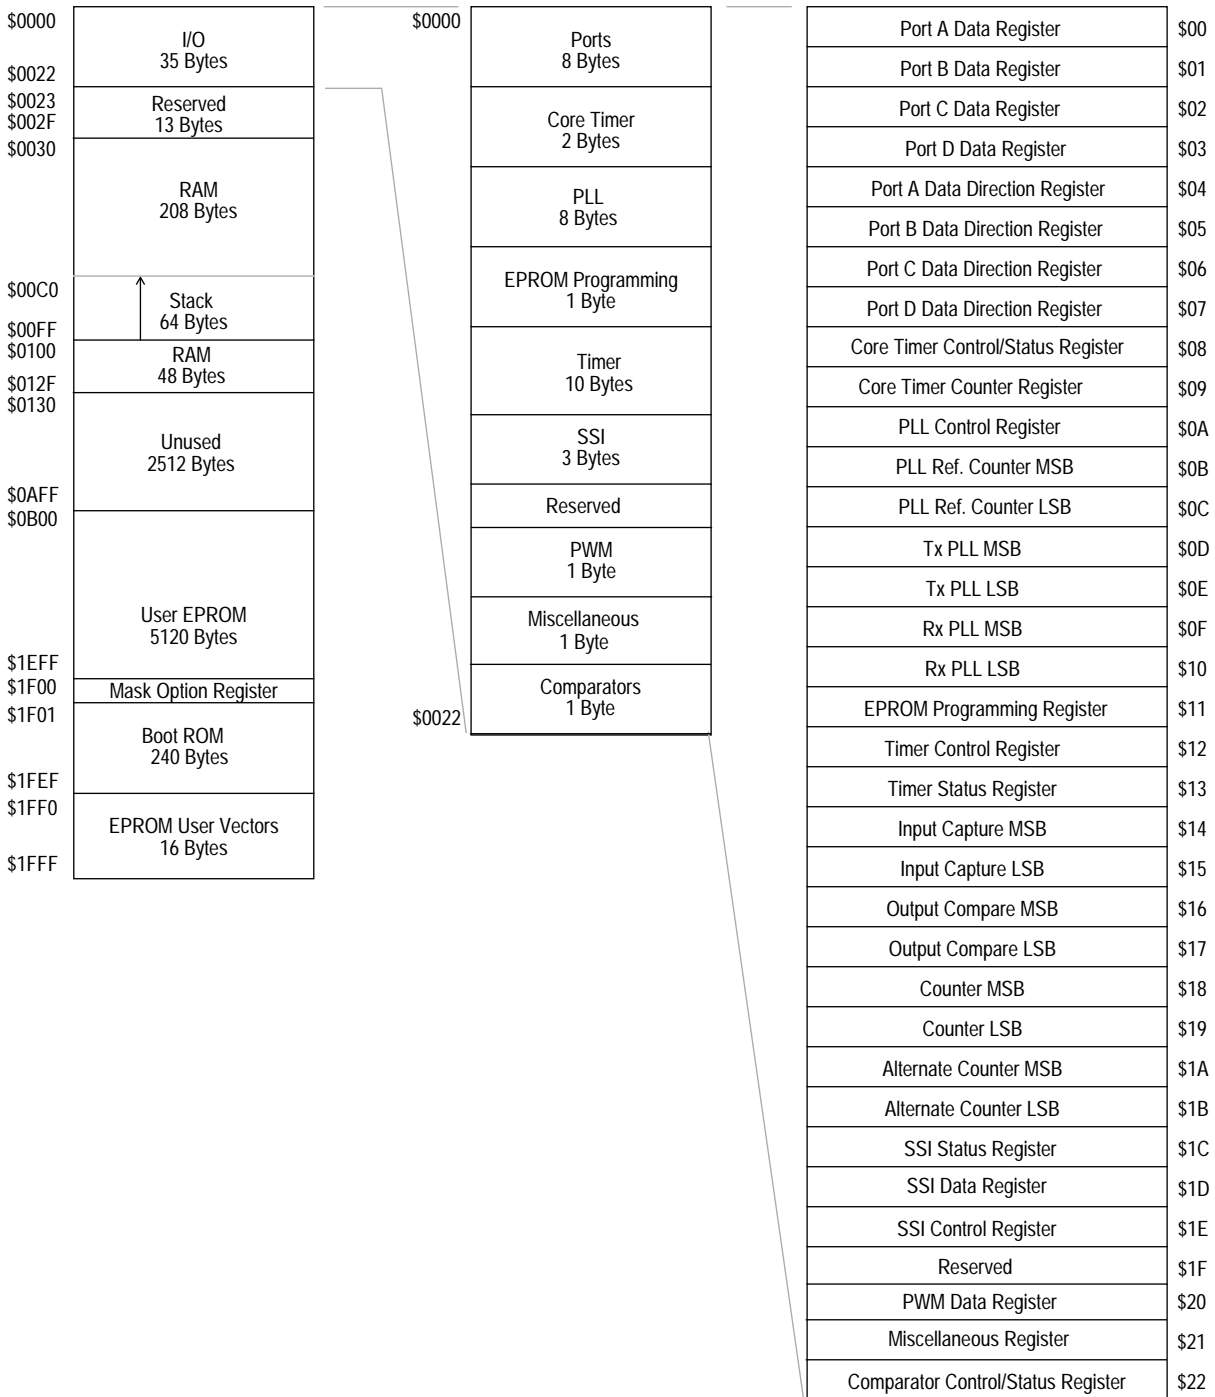 $0000
I/O
35 Bytes
$0022
$0023
Reserved
$002F
13 Bytes
$0030
RAM
208 Bytes
$00C0
Stack
64 Bytes
$00FF
$0100
RAM
48 Bytes
$012F
$0130
Unused
2512 Bytes
$0AFF
$0B00
User EPROM
5120 Bytes
$1EFF
$1F00
Mask Option Register
$1F01
Boot ROM
240 Bytes
$1FEF
$1FF0
EPROM User Vectors
16 Bytes
$1FFF
$0000
Ports
8 Bytes
Core Timer
2 Bytes
PLL
8 Bytes
EPROM Programming
1 Byte
Timer
10 Bytes
SSI
3 Bytes
Reserved
PWM
1 Byte
Miscellaneous
1 Byte
Comparators
1 Byte
$0022
Port A Data Register $00
Port B Data Register $01
Port C Data Register $02
Port D Data Register $03
Port A Data Direction Register $04
Port B Data Direction Register $05
Port C Data Direction Register $06
Port D Data Direction Register $07
Core Timer Control/Status Register $08
Core Timer Counter Register $09
PLL Control Register $0A
PLL Ref. Counter MSB $0B
PLL Ref. Counter LSB $0C
Tx PLL MSB $0D
Tx PLL LSB $0E
Rx PLL MSB $0F
Rx PLL LSB $10
EPROM Programming Register $11
Timer Control Register $12
Timer Status Register $13
Input Capture MSB $14
Input Capture LSB $15
Output Compare MSB $16
Output Compare LSB $17
Counter MSB $18
Counter LSB $19
Alternate Counter MSB $1A
Alternate Counter LSB $1B
SSI Status Register $1C
SSI Data Register $1D
SSI Control Register $1E
Reserved $1F
PWM Data Register $20
Miscellaneous Register $21
Comparator Control/Status Register $22